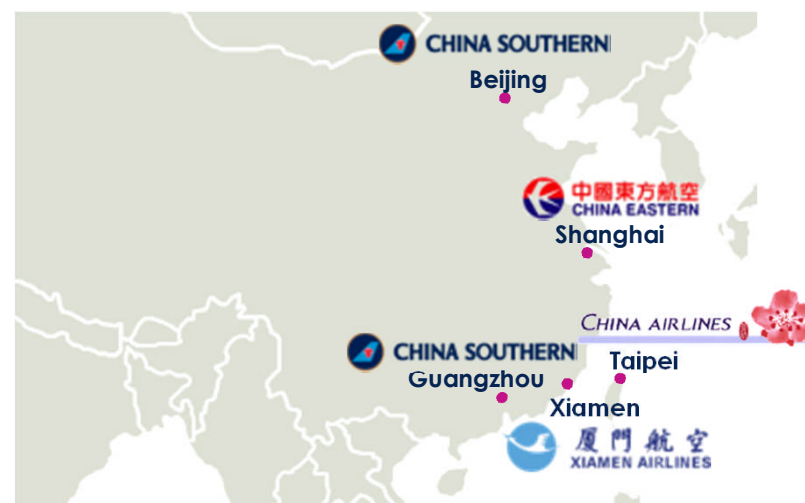 CHINA SOUTHERN
Beijing
中國東方航空
CHINA EASTERN
Shanghai
CHINA AIRLINES
CHINA SOUTHERN
Taipei
Guangzhou
Xiamen
厦門航空
XIAMEN AIRLINES